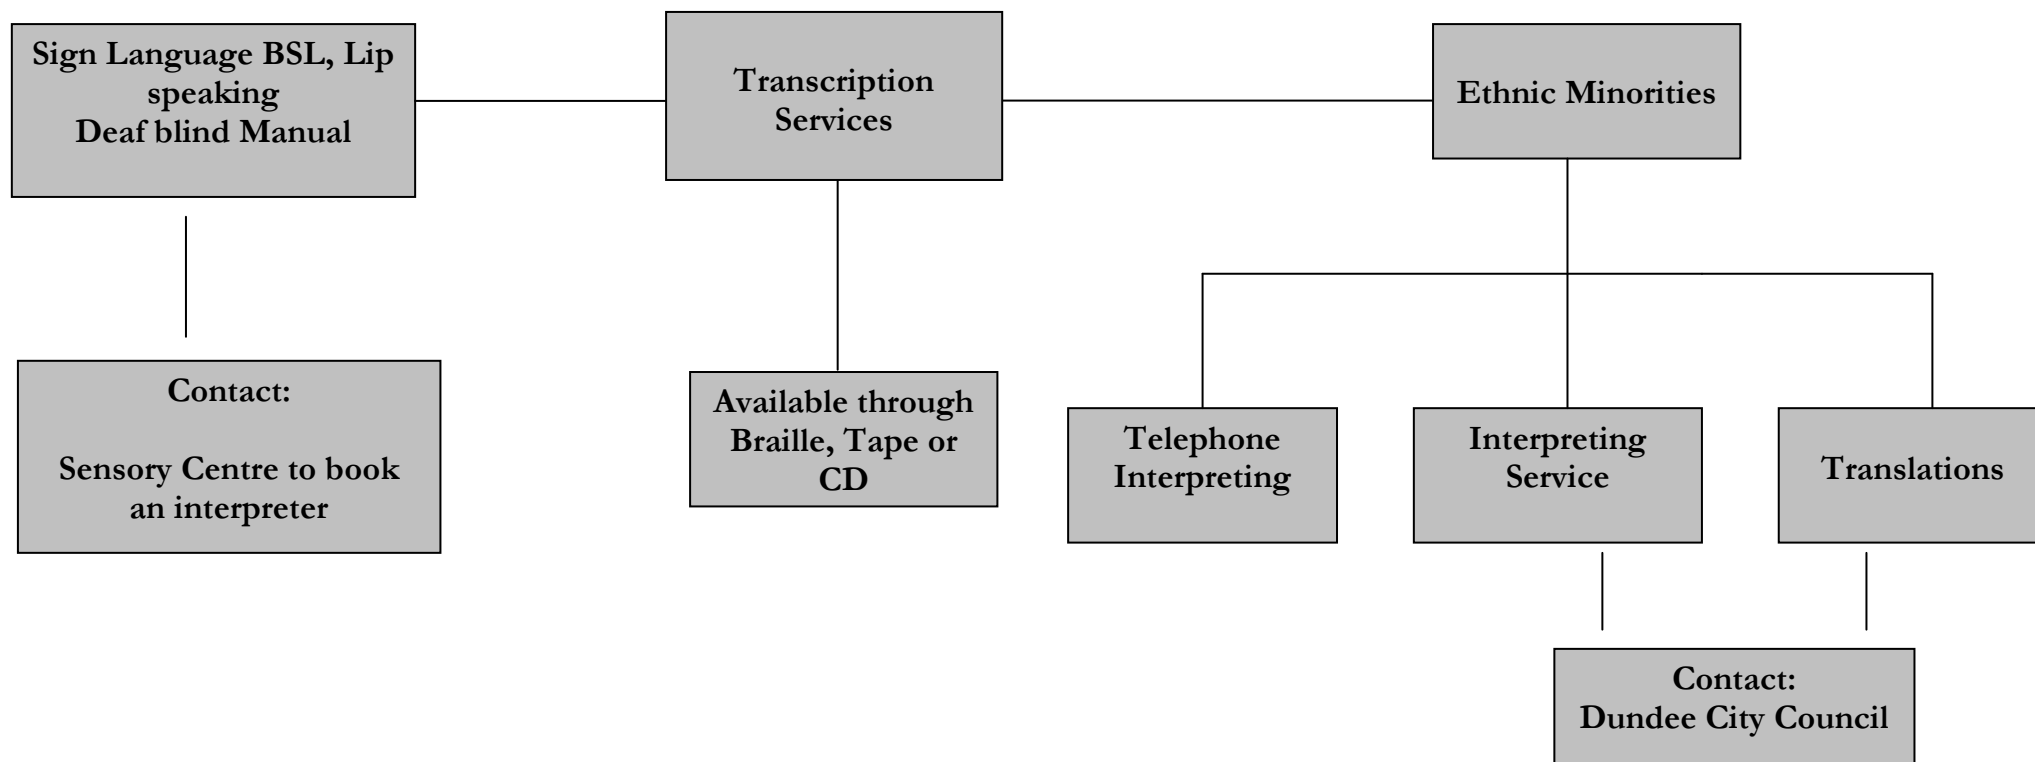 Sign Language BSL, Lip
speaking
Deaf blind Manual
Transcription
Services
Ethnic Minorities
Contact:
Sensory Centre to book
an interpreter
Available through
Braille, Tape or
CD
Telephone
Interpreting
Interpreting
Service
Translations
Contact:
Dundee City Council